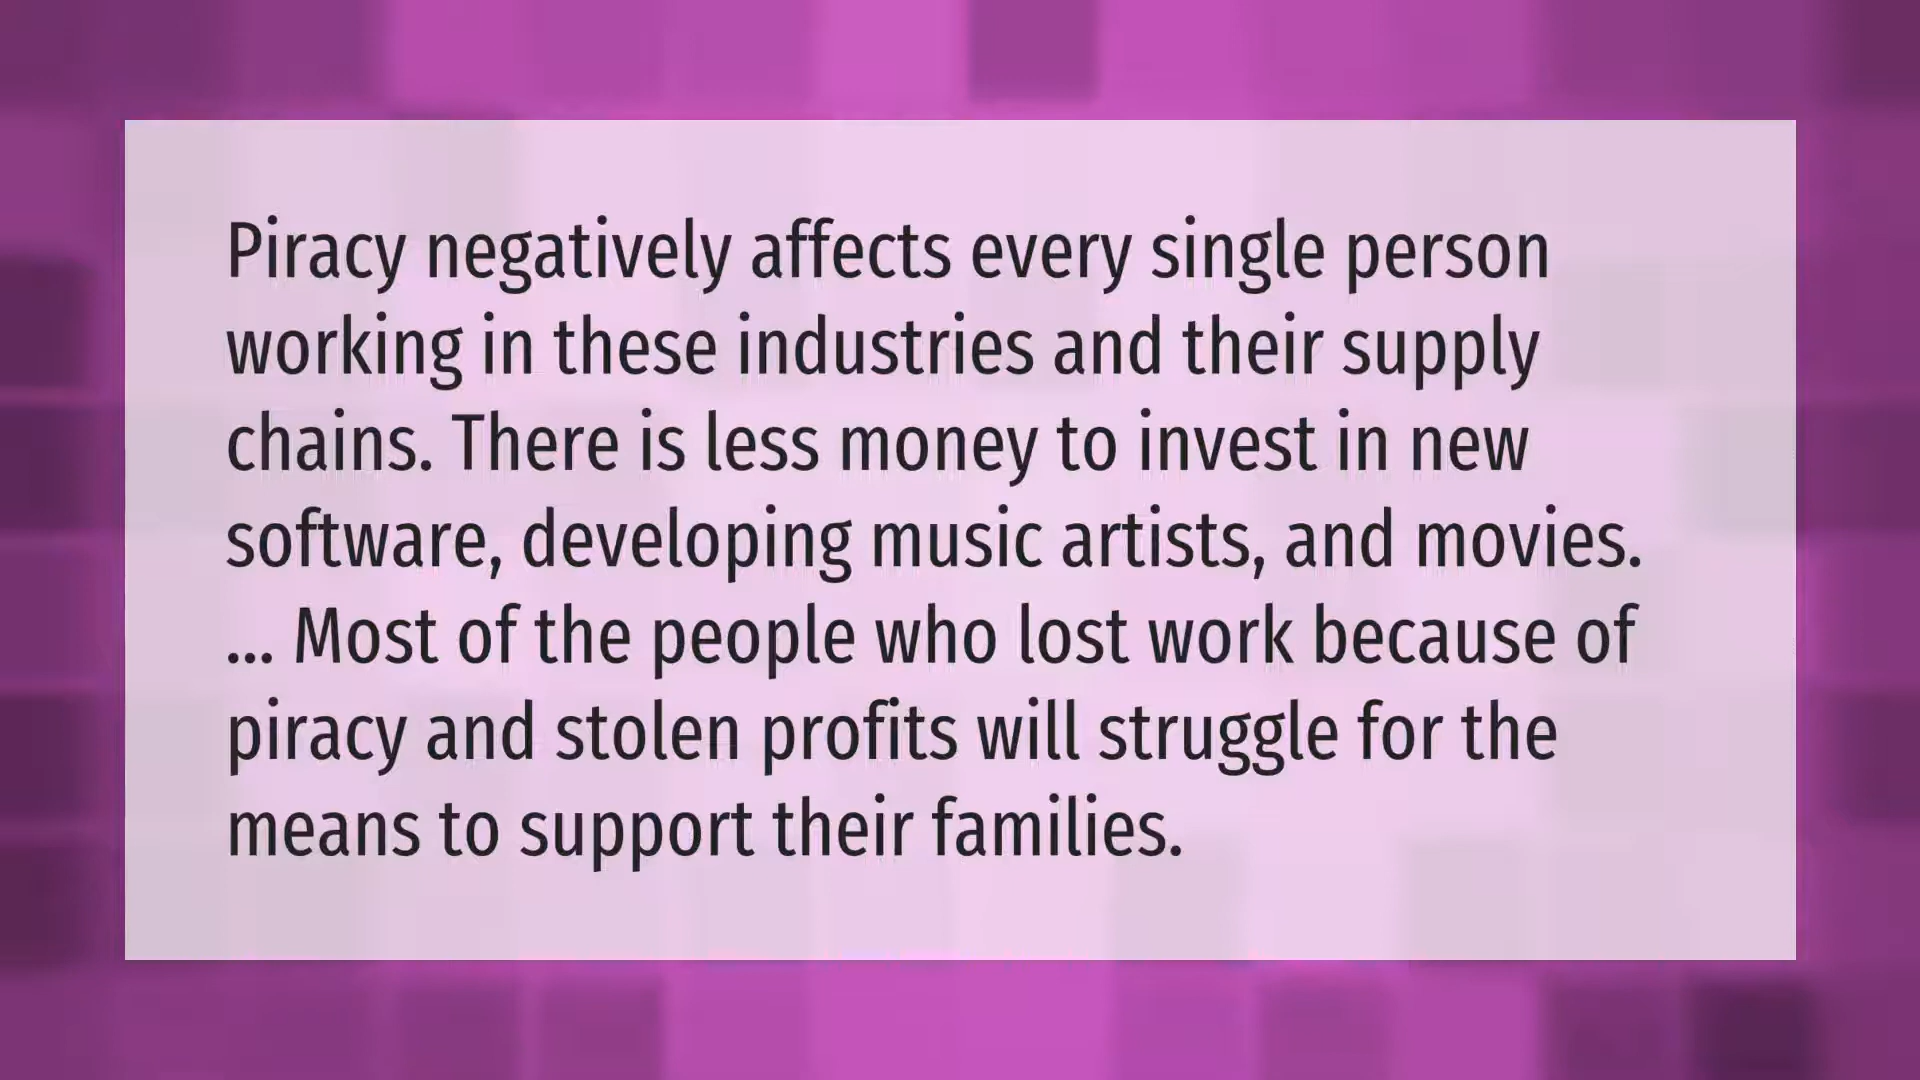 Piracy negatively affects every single person
working in these industries and their supply
chains. There is less money to invest in new
software, developing music artists, and movies.
... Most of the people who lost work because of
piracy and stolen profits will struggle for the
means to support their families.